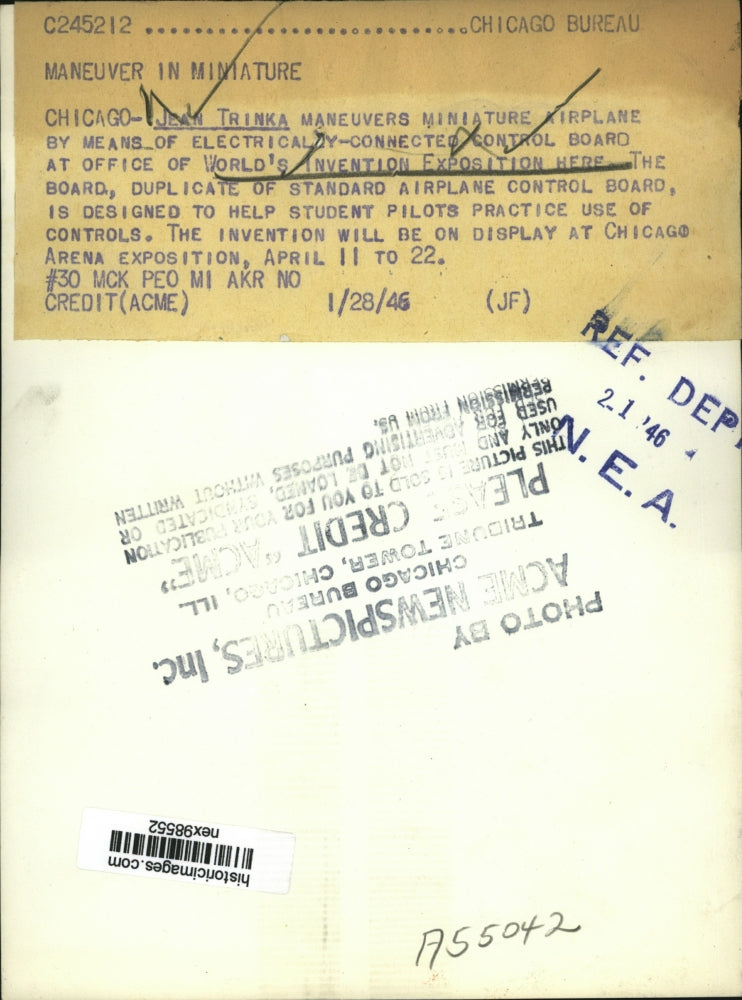 C245212 ..............................CHICAGO BUREAU
MANEUVER IN MINIATURE
CHICAGO- JEAN TRINKA MANEUVERS MINIATURE AIRPLANE
BY MEANS OF ELECTRICALLY-CONNECTED CONTROL BOARD
AT OFFICE OF WORLD'S INVENTION EXPOSITION HERE. THE
BOARD, DUPLICATE OF STANDARD AIRPLANE CONTROL BOARD,
IS DESIGNED TO HELP STUDENT PILOTS PRACTICE USE OF
CONTROLS. THE INVENTION WILL BE ON DISPLAY AT CHICAGO
ARENA EXPOSITION, APRIL 11 TO 22.
#30 MCK PEO MI AKR NO
CREDIT(ACME) 1/28/46 (JF)
REF. DEPT.
2.1.'46
N. E. A.
PHOTO BY
ACME NEWSPICTURES, Inc.
CHICAGO BUREAU
TRIBUNE TOWER, CHICAGO, ILL.
PLEASE CREDIT "ACME"
THIS PICTURE IS SOLD TO YOU FOR YOUR PUBLICATION
ONLY AND MUST NOT BE LOANED, SYNDICATED OR
USED FOR ADVERTISING PURPOSES WITHOUT WRITTEN
PERMISSION FROM US.
historicimages.com
nex98552
A55042